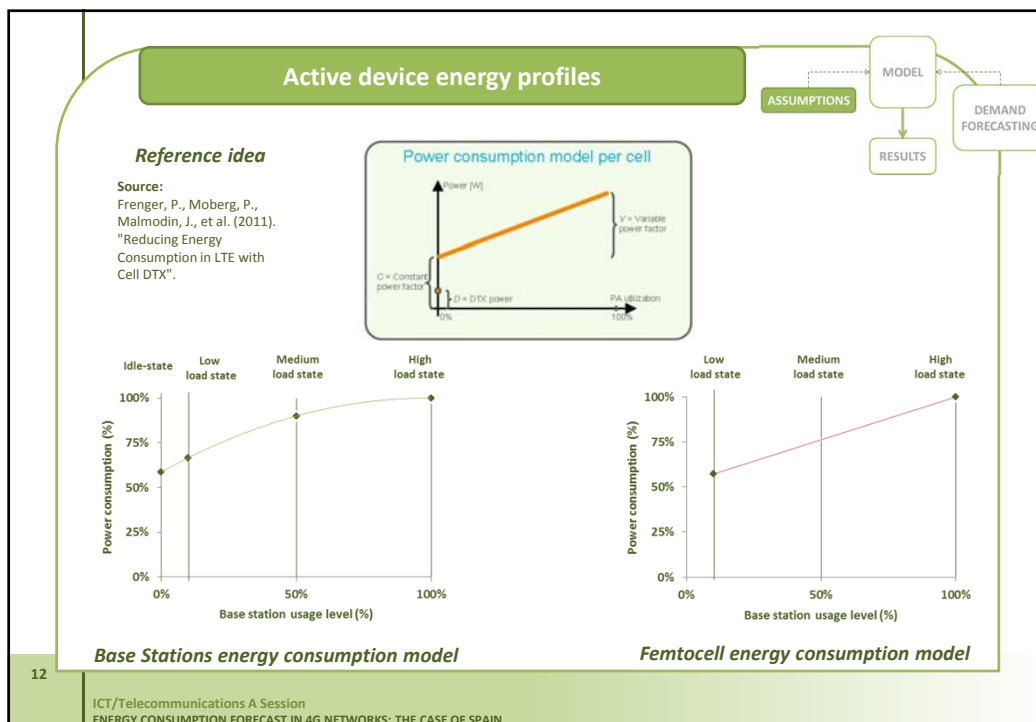 Active device energy profiles
MODEL
ASSUMPTIONS
DEMAND
FORECASTING
RESULTS
Reference idea
Source:
Frenger, P., Moberg, P.,
Malmodin, J., et al. (2011).
"Reducing Energy
Consumption in LTE with
Cell DTX".
Power consumption model per cell
Power [W]
V = Variable
power factor
C = Constant
power factor
D = DTX power
PA utilization
0%
100%
Idle-state
Low
load state
Medium
load state
High
load state
100%
75%
50%
25%
0%
Power consumption (%)
0%
50%
100%
Base station usage level (%)
Base Stations energy consumption model
Low
load state
Medium
load state
High
load state
100%
75%
50%
25%
0%
Power consumption (%)
0%
50%
100%
Base station usage level (%)
Femtocell energy consumption model
12
ICT/Telecommunications A Session
ENERGY CONSUMPTION FORECAST IN 4G NETWORKS: THE CASE OF SPAIN